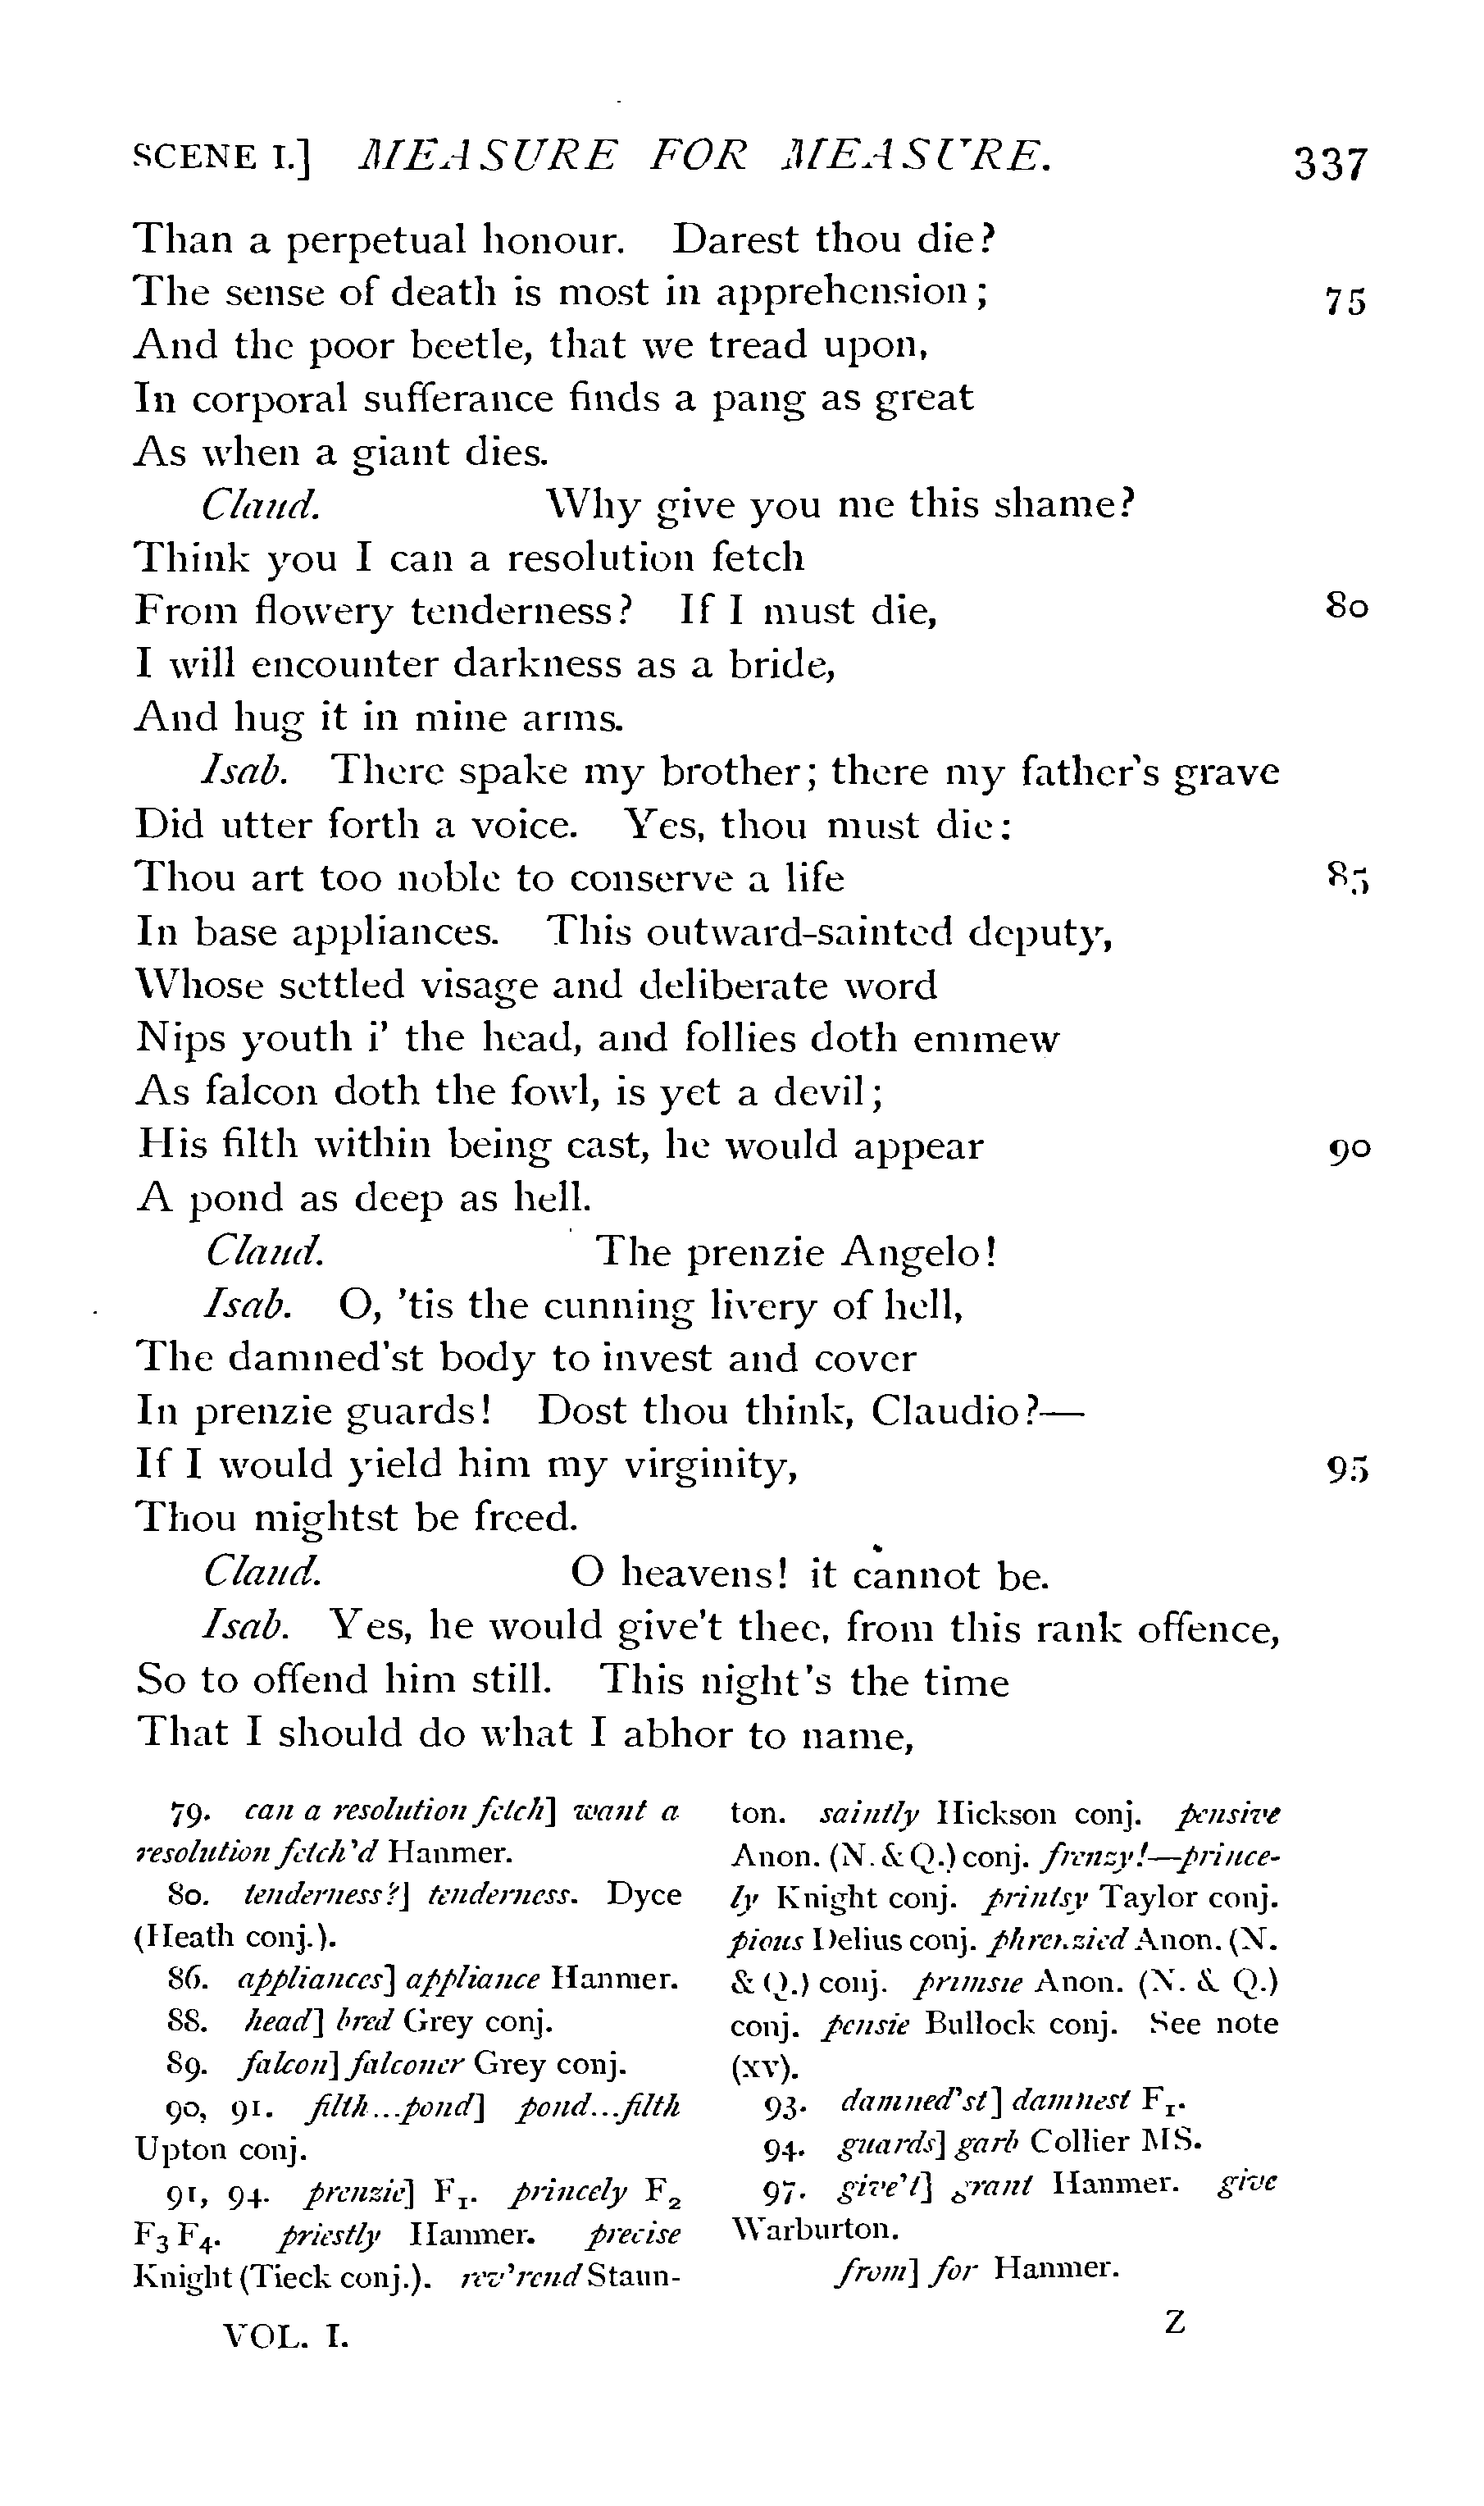 SCENE I.] MEASURE FOR MEASURE. 337
Than a perpetual honour. Darest thou die?
The sense of death is most in apprehension; 75
And the poor beetle, that we tread upon,
In corporal sufferance finds a pang as great
As when a giant dies.
Claud. Why give you me this shame?
Think you I can a resolution fetch
From flowery tenderness? If I must die, 80
I will encounter darkness as a bride,
And hug it in mine arms.
Isab. There spake my brother; there my father's grave
Did utter forth a voice. Yes, thou must die:
Thou art too noble to conserve a life 85
In base appliances. This outward-sainted deputy,
Whose settled visage and deliberate word
Nips youth i' the head, and follies doth emmew
As falcon doth the fowl, is yet a devil;
His filth within being cast, he would appear 90
A pond as deep as hell.
Claud. The prenzie Angelo!
Isab. O, 'tis the cunning livery of hell,
The damned'st body to invest and cover
In prenzie guards! Dost thou think, Claudio?—
If I would yield him my virginity, 95
Thou mightst be freed.
Claud. O heavens! it cannot be.
Isab. Yes, he would give't thee, from this rank offence,
So to offend him still. This night's the time
That I should do what I abhor to name,
79. can a resolution fetch] want a
resolution fetch'd Hanmer.
80. tenderness?] tenderness. Dyce
(Heath conj.).
86. appliances] appliance Hanmer.
88. head] bred Grey conj.
89. falcon] falconer Grey conj.
90, 91. filth...pond] pond...filth
Upton conj.
91, 94. prenzie] F1. princely F2
F3 F4. priestly Hanmer. precise
Knight (Tieck conj.). rev'rend Staun-
ton. saintly Hickson conj. pensive
Anon. (N. & Q.) conj. frenzy!—prince-
ly Knight conj. printsy Taylor conj.
pious Delius conj. phrenzied Anon. (N.
& Q.) conj. primsie Anon. (N. & Q.)
conj. pensie Bullock conj. See note
(XV).
93. damned'st] damnest F1.
94. guards] garb Collier MS.
97. give't] grant Hanmer. give
Warburton.
from] for Hanmer.
VOL. I. Z